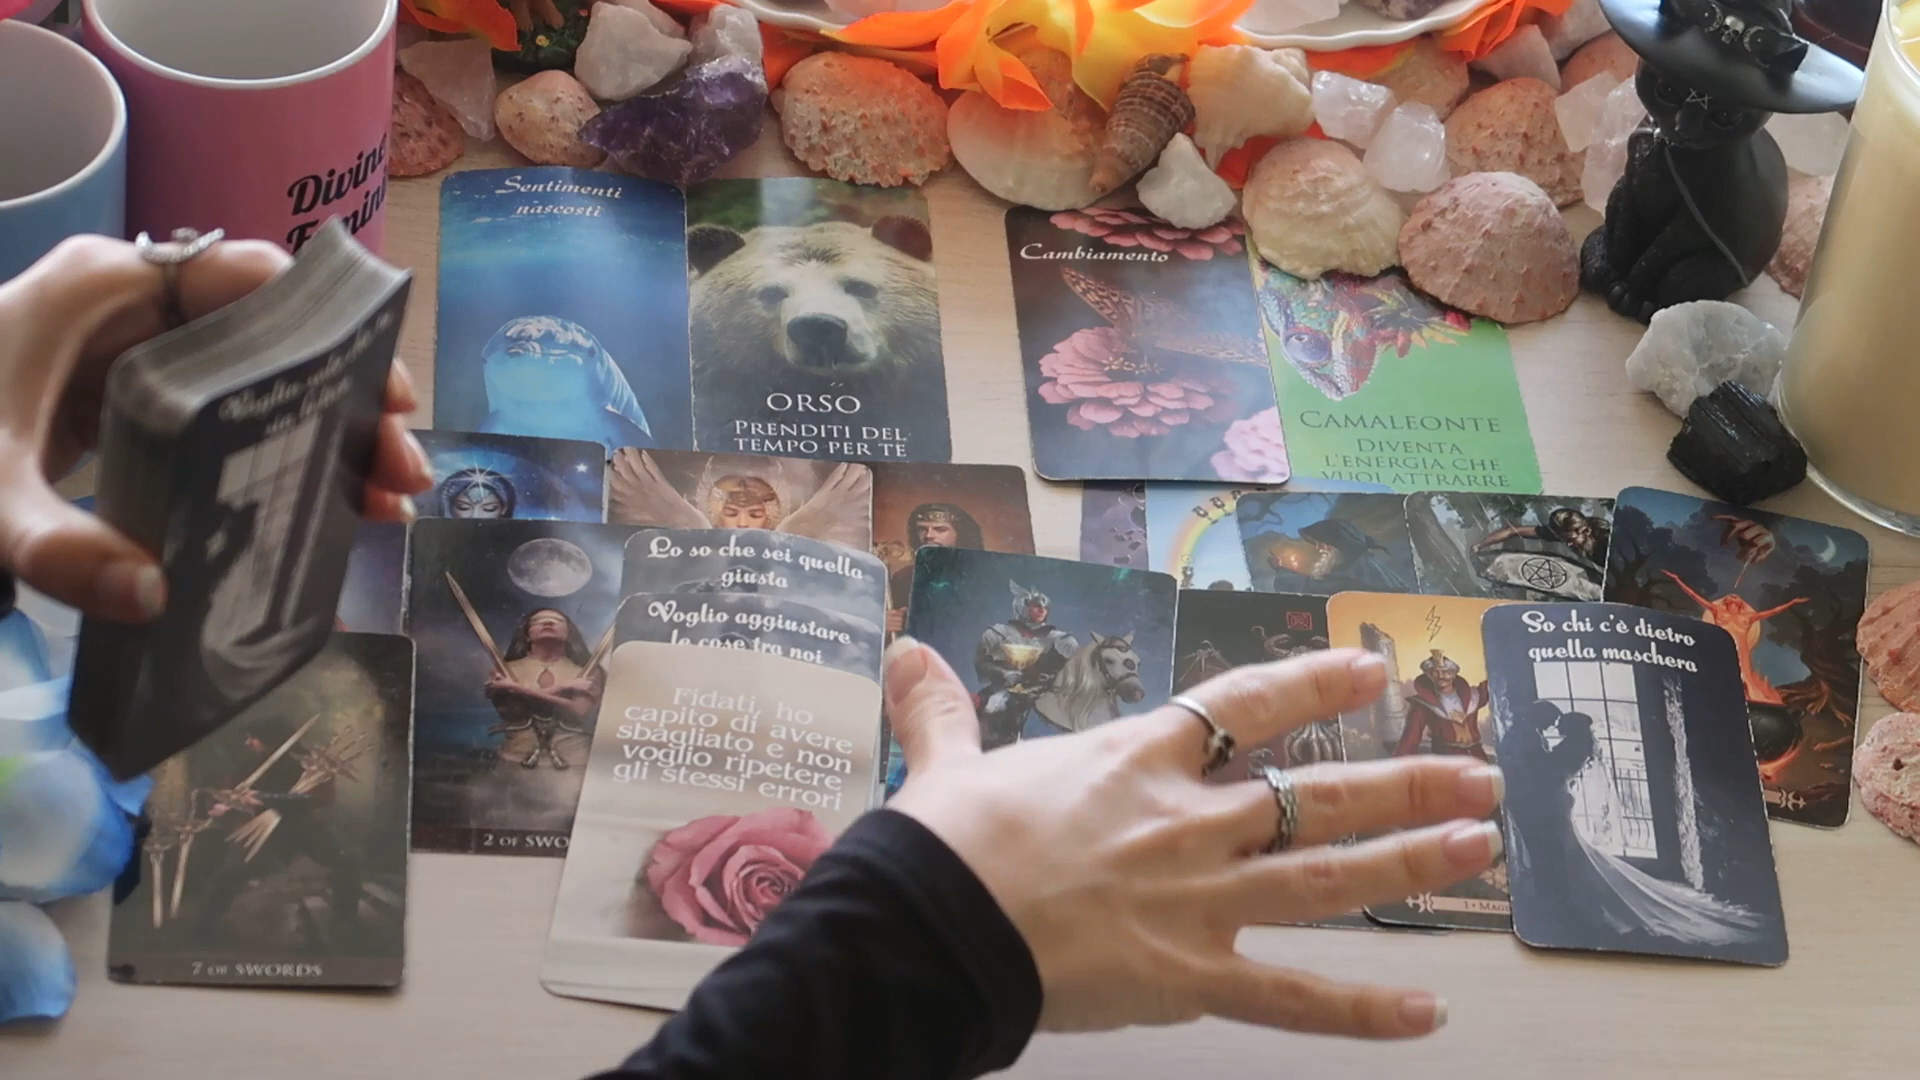 Divine
Sentimenti
nascosti
ORSO
PRENDITI DEL
TEMPO PER TE
Cambiamento
CAMALEONTE
DIVENTA
L'ENERGIA CHE
VUOI ATTRARRE
Lo so che sei quella
giusta
Voglio aggiustare
le cose tra noi
Fidati, ho
capito di avere
sbagliato e non
voglio ripetere
gli stessi errori
So chi c'è dietro
quella maschera
2 OF SWO
7 OF SWORDS
1 • MAGI